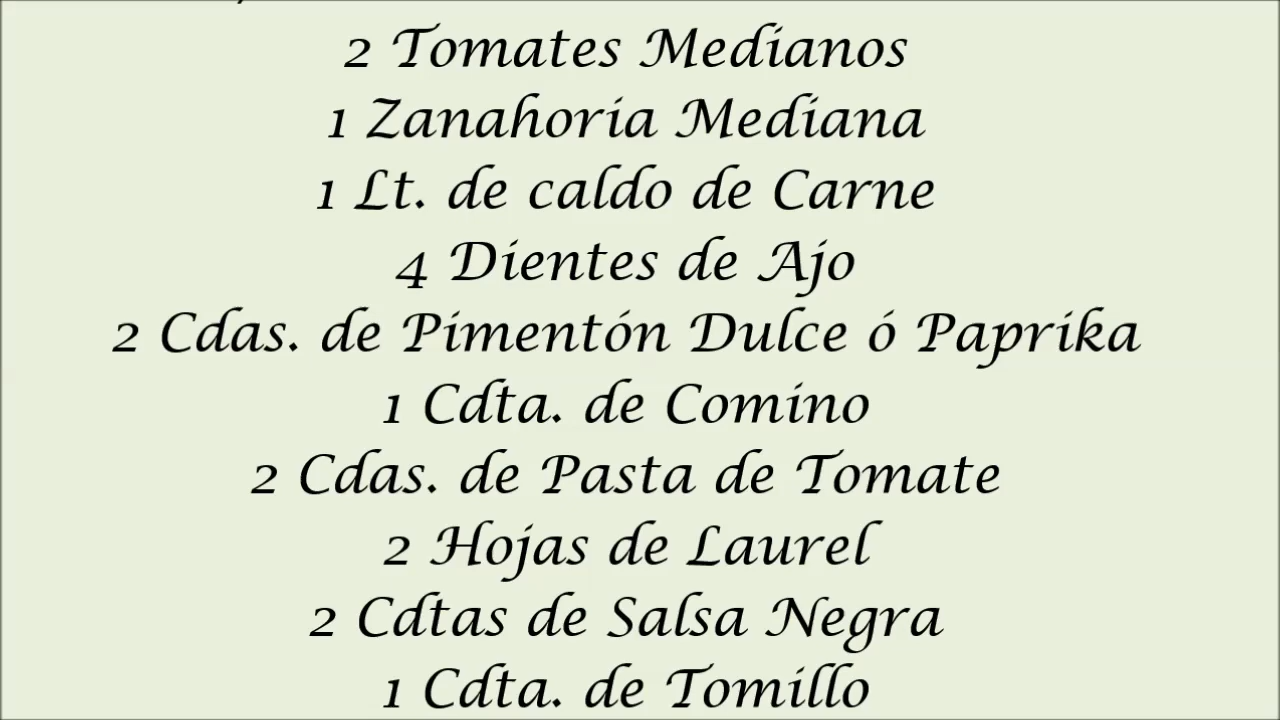 2 Tomates Medianos
1 Zanahoria Mediana
1 Lt. de caldo de Carne
4 Dientes de Ajo
2 Cdas. de Pimentón Dulce ó Paprika
1 Cdta. de Comino
2 Cdas. de Pasta de Tomate
2 Hojas de Laurel
2 Cdtas de Salsa Negra
1 Cdta. de Tomillo